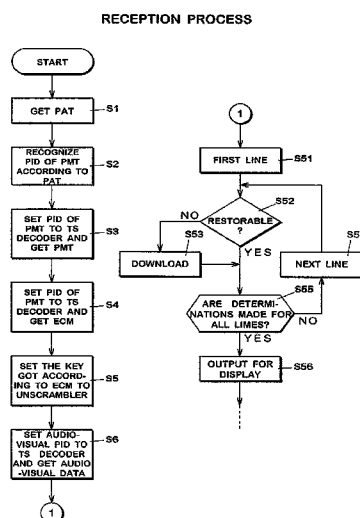 RECEPTION PROCESS
START
GET PAT
S1
RECOGNIZE
PID OF PMT
ACCORDING TO
PAT
S2
SET PID OF
PMT TO TS
DECODER AND
GET PMT
S3
SET PID OF
PMT TO TS
DECODER AND
GET ECM
S4
SET THE KEY
GOT ACCOR-
DING TO ECM TO
UNSCRAMBLER
S5
SET AUDIO-
VISUAL PID TO
TS DECODER
AND GET AUDIO
-VISUAL DATA
S6
1
1
FIRST LINE
S51
RESTORABLE
?
S52
NO
S53
DOWNLOAD
YES
NEXT LINE
ARE DETERMI-
NATIONS MADE FOR
ALL LIMES?
S55
NO
YES
OUTPUT FOR
DISPLAY
S56